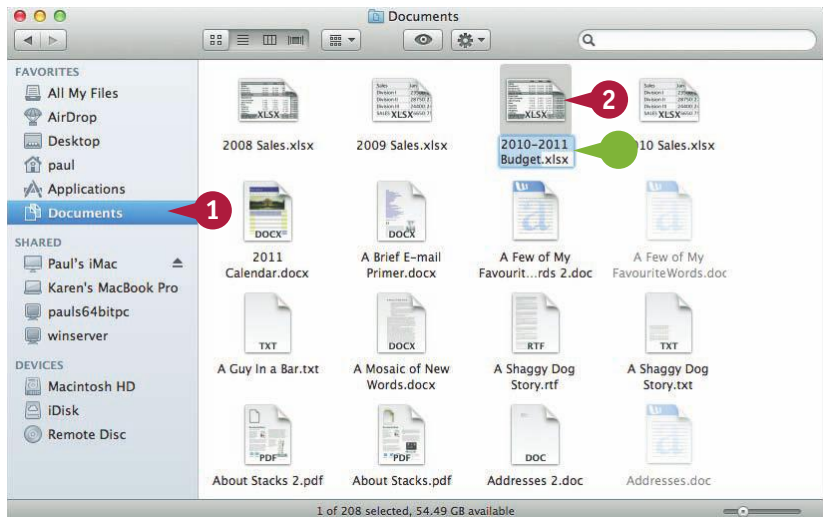 Documents
FAVORITES
All My Files
AirDrop
Desktop
paul
Applications
Documents
1
SHARED
Paul's iMac
Karen's MacBook Pro
pauls64bitpc
winserver
DEVICES
Macintosh HD
iDisk
Remote Disc
XLSX
2008 Sales.xlsx
XLSX
2009 Sales.xlsx
XLSX
2
2010-2011
Budget.xlsx
XLSX
10 Sales.xlsx
DOCX
2011
Calendar.docx
DOCX
A Brief E-mail
Primer.docx
A Few of My
Favourit...rds 2.doc
A Few of My
FavouriteWords.doc
TXT
A Guy In a Bar.txt
DOCX
A Mosaic of New
Words.docx
RTF
A Shaggy Dog
Story.rtf
TXT
A Shaggy Dog
Story.txt
PDF
About Stacks 2.pdf
PDF
About Stacks.pdf
DOC
Addresses 2.doc
Addresses.doc
1 of 208 selected, 54.49 GB available